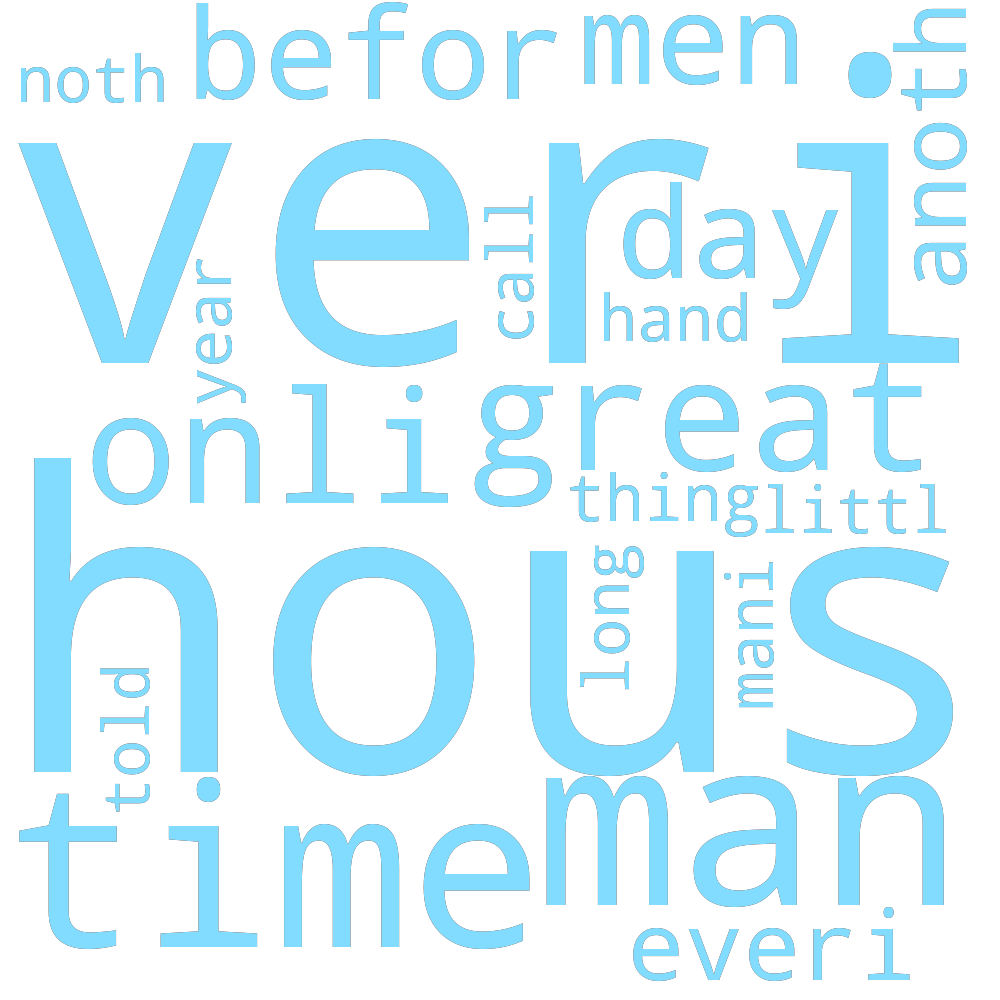 noth befor men
anoth
veri
day
call
year
hand
onli great
thing littl
hous
long
mani
told
time man
everi